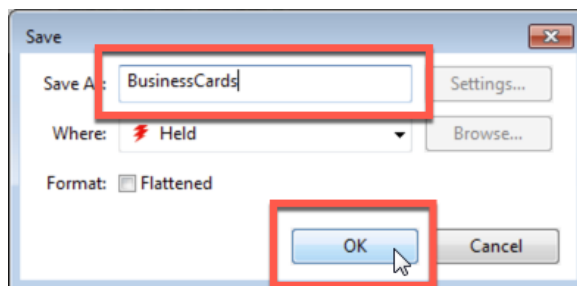 Save
Save As: BusinessCards Settings...
Where: Held Browse...
Format: Flattened
OK Cancel